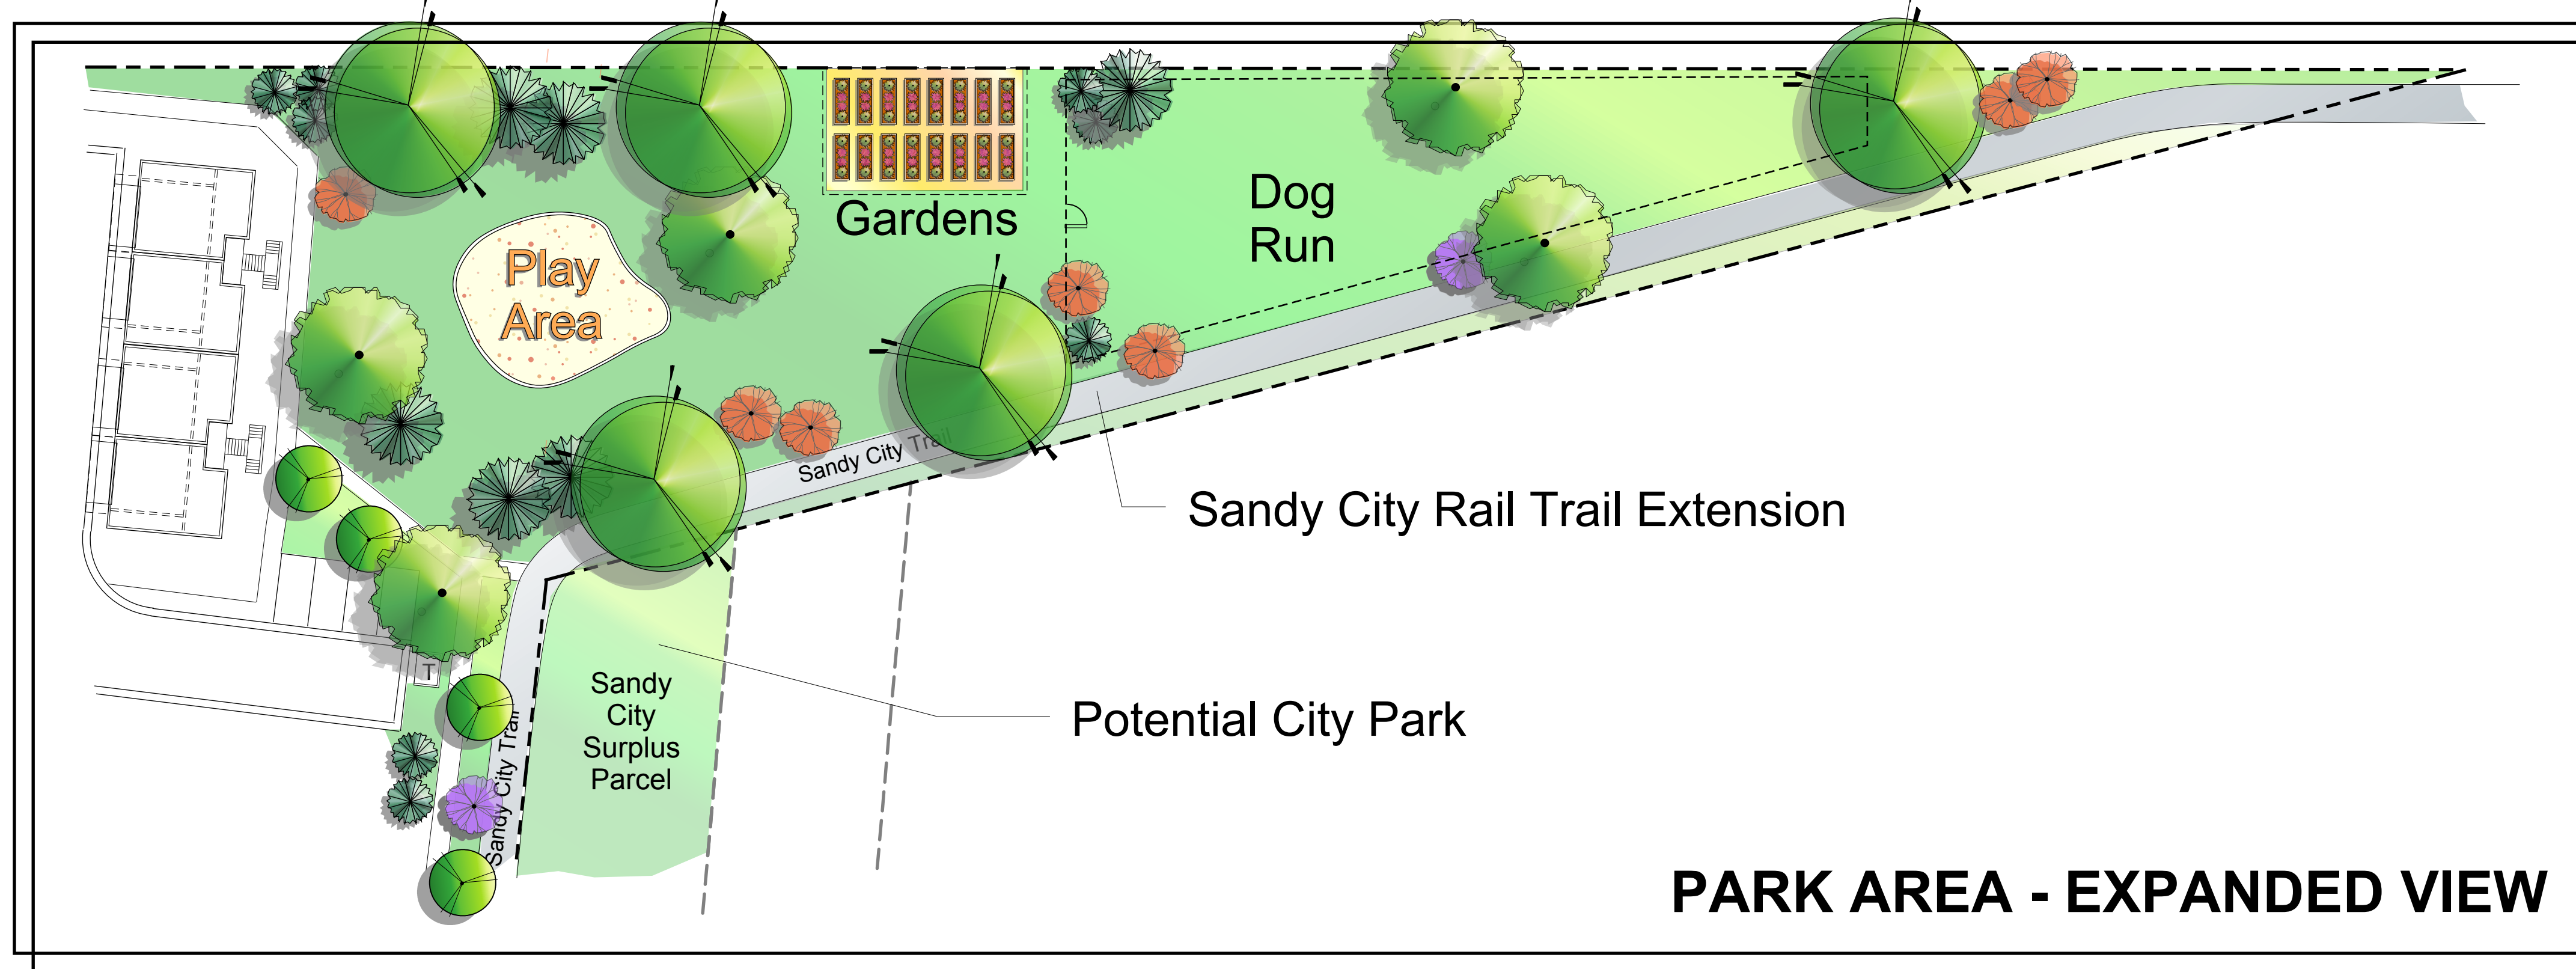 Gardens
Dog
Run
Play
Area
Sandy City Trail
Sandy City Rail Trail Extension
T
Sandy
City
Surplus
Parcel
Potential City Park
Sandy City Trail
PARK AREA - EXPANDED VIEW